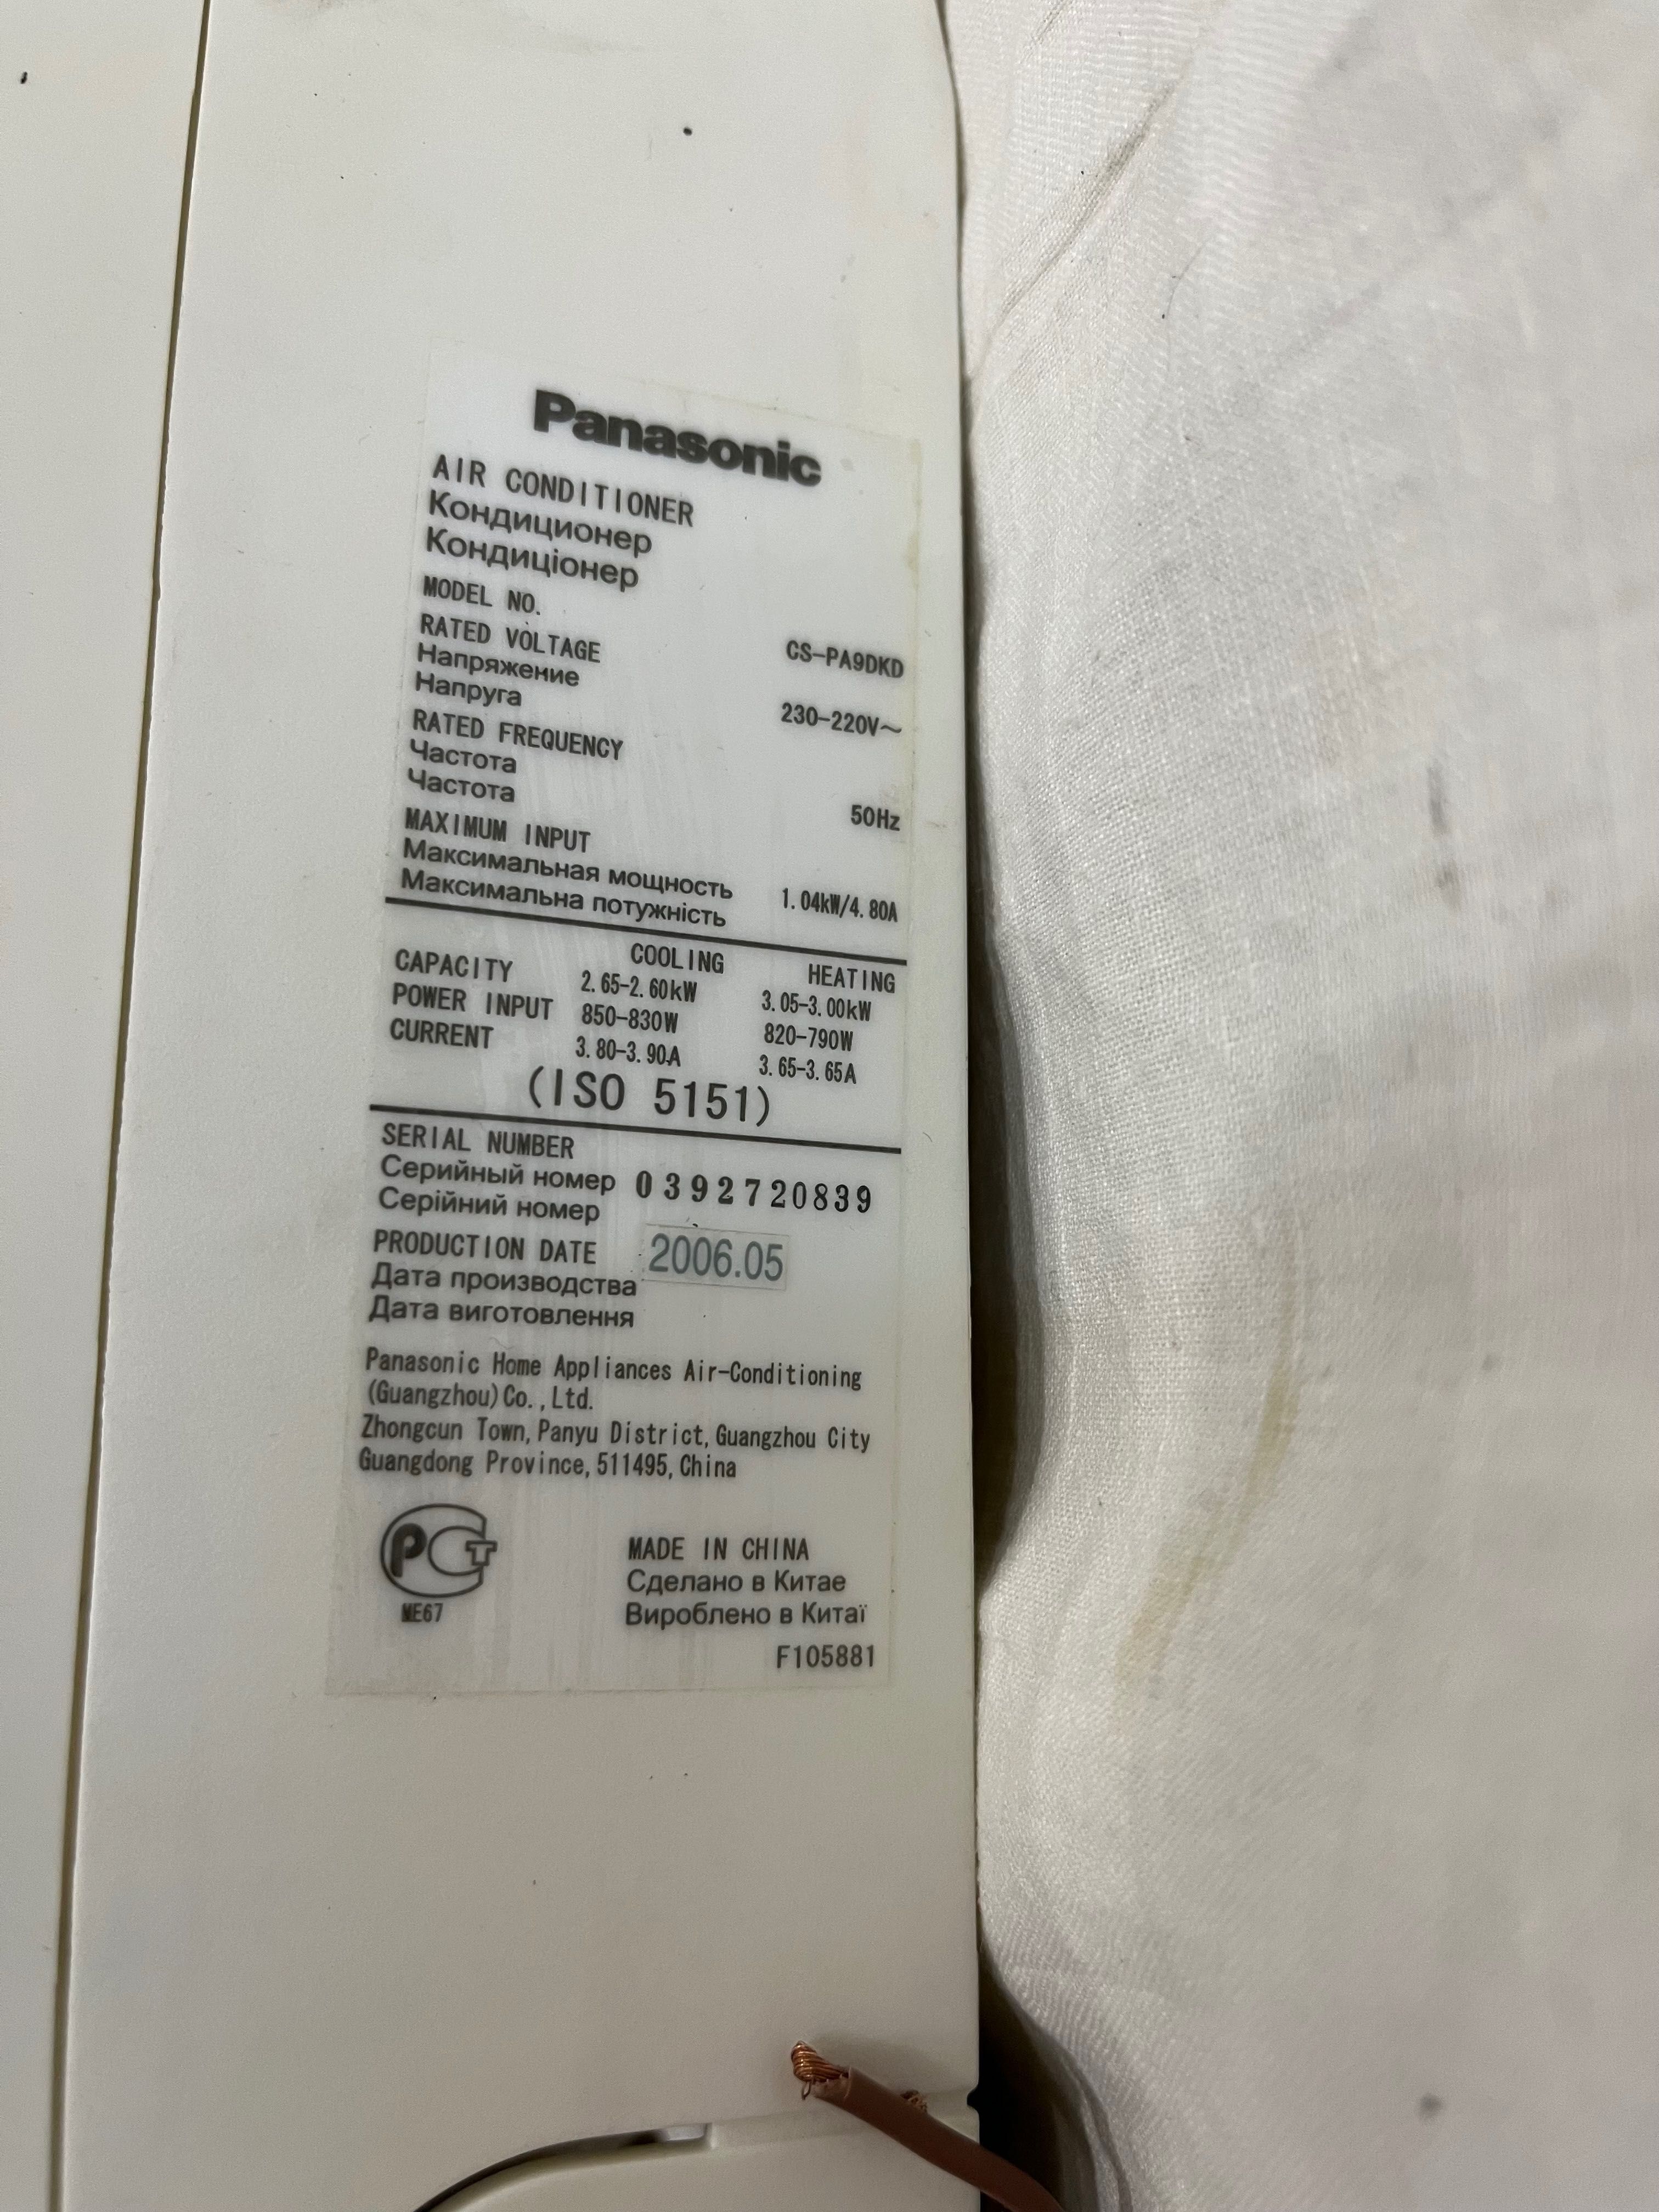 Panasonic
AIR CONDITIONER
Кондиционер
Кондиціонер
MODEL NO. CS-PA9DKD
RATED VOLTAGE
Напряжение
Напруга 230-220V~
RATED FREQUENCY
Частота
Частота 50Hz
MAXIMUM INPUT
Максимальная мощность
Максимальна потужність 1.04kW/4.80A
COOLING HEATING
CAPACITY 2.65-2.60kW 3.05-3.00kW
POWER INPUT 850-830W 820-790W
CURRENT 3.80-3.90A 3.65-3.65A
(ISO 5151)
SERIAL NUMBER
Серийный номер 0392720839
Серійний номер
PRODUCTION DATE 2006.05
Дата производства
Дата виготовлення
Panasonic Home Appliances Air-Conditioning
(Guangzhou)Co.,Ltd.
Zhongcun Town,Panyu District,Guangzhou City
Guangdong Province,511495,China
РСТ
ME67
MADE IN CHINA
Сделано в Китае
Вироблено в Китаї
F105881